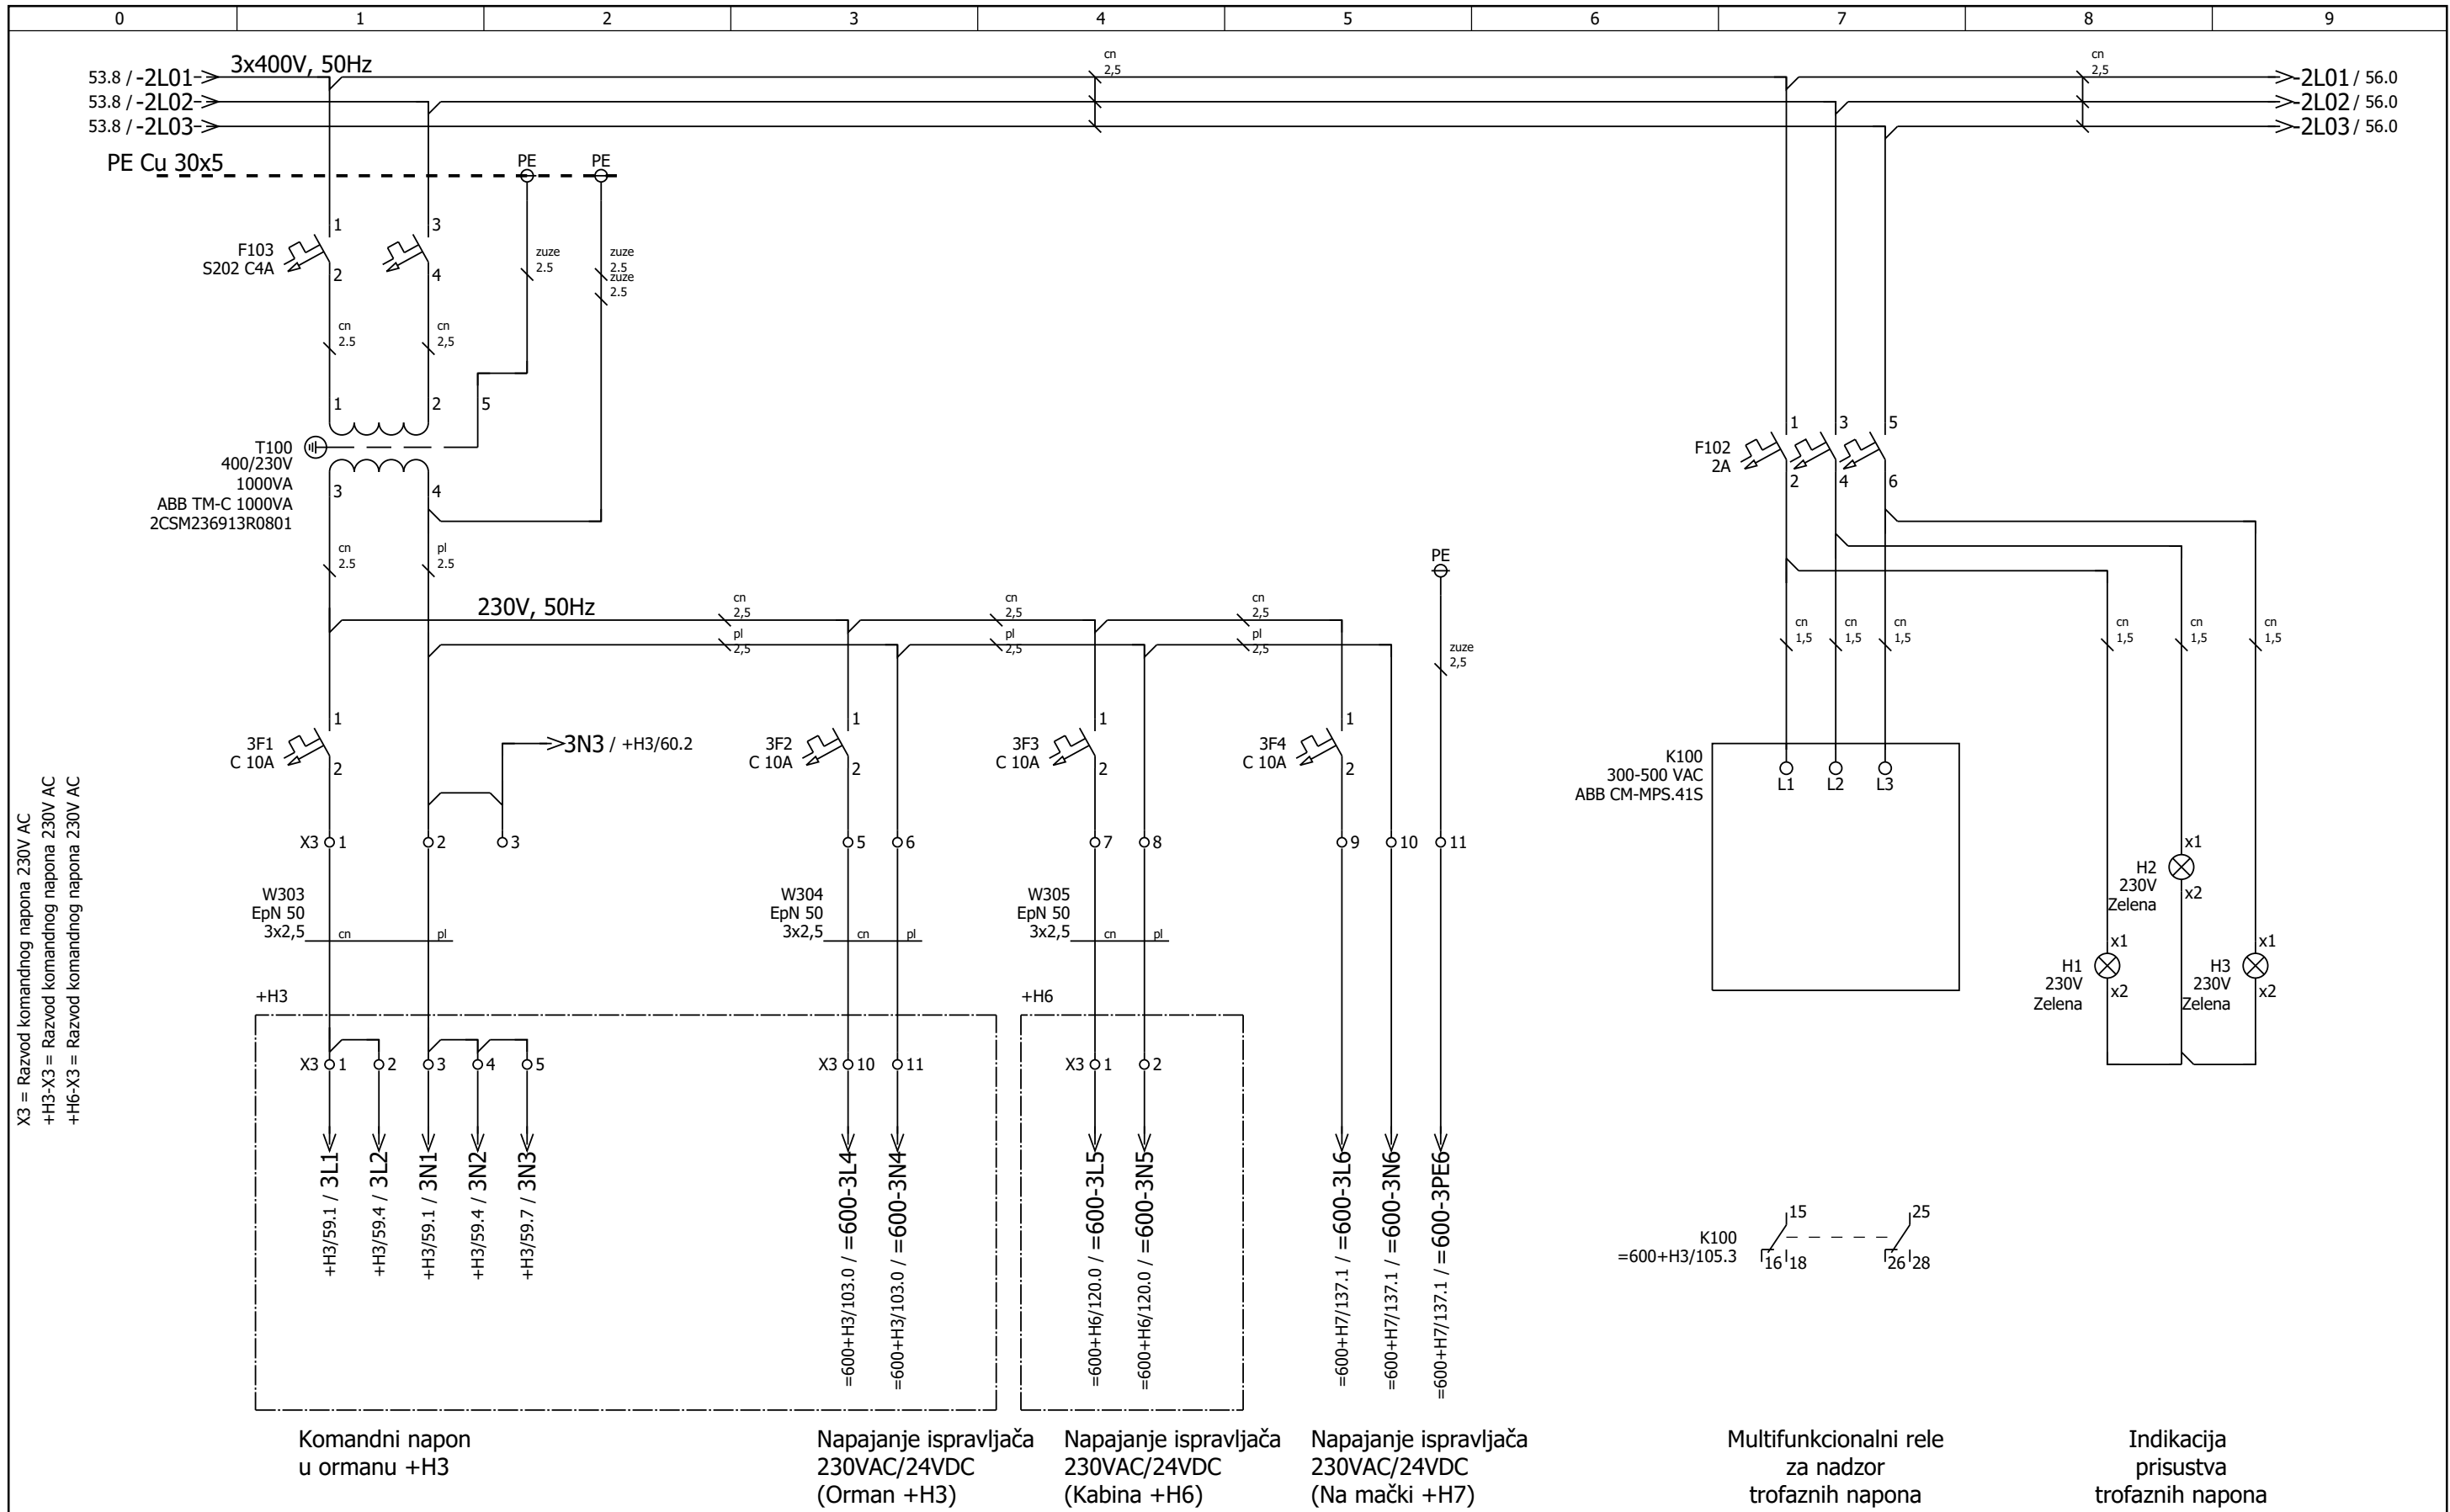 0 1 2 3 4 5 6 7 8 9
3x400V, 50Hz
53.8 / -2L01
53.8 / -2L02
53.8 / -2L03
cn
2,5
cn
2,5
-2L01 / 56.0
-2L02 / 56.0
-2L03 / 56.0
PE Cu 30x5
PE
PE
F103
S202 C4A
1
2
3
4
zuze
2.5
zuze
2.5
zuze
2.5
cn
2.5
cn
2,5
1
2
5
T100
400/230V
1000VA
ABB TM-C 1000VA
2CSM236913R0801
3
4
cn
2.5
pl
2.5
F102
2A
1
3
5
2
4
6
230V, 50Hz
cn
2,5
pl
2,5
cn
2,5
pl
2,5
cn
2,5
pl
2,5
PE
zuze
2,5
cn
1,5
cn
1,5
cn
1,5
cn
1,5
cn
1,5
cn
1,5
3F1
C 10A
1
2
3N3 / +H3/60.2
3F2
C 10A
1
2
3F3
C 10A
1
2
3F4
C 10A
1
2
K100
300-500 VAC
ABB CM-MPS.41S
L1
L2
L3
X3 1
2
3
5
6
7
8
9
10
11
H2
230V
Zelena
x1
x2
H1
230V
Zelena
x1
x2
H3
230V
Zelena
x1
x2
W303
EpN 50
3x2,5
cn
pl
W304
EpN 50
3x2,5
cn
pl
W305
EpN 50
3x2,5
cn
pl
X3 = Razvod komandnog napona 230V AC
+H3-X3 = Razvod komandnog napona 230V AC
+H6-X3 = Razvod komandnog napona 230V AC
+H3
+H6
X3 1
2
3
4
5
X3 10
11
X3 1
2
+H3/59.1 / 3L1
+H3/59.4 / 3L2
+H3/59.1 / 3N1
+H3/59.4 / 3N2
+H3/59.7 / 3N3
=600+H3/103.0 / =600-3L4
=600+H3/103.0 / =600-3N4
=600+H6/120.0 / =600-3L5
=600+H6/120.0 / =600-3N5
=600+H7/137.1 / =600-3L6
=600+H7/137.1 / =600-3N6
=600+H7/137.1 / =600-3PE6
K100
=600+H3/105.3
15
16
18
25
26
28
Komandni napon
u ormanu +H3
Napajanje ispravljača
230VAC/24VDC
(Orman +H3)
Napajanje ispravljača
230VAC/24VDC
(Kabina +H6)
Napajanje ispravljača
230VAC/24VDC
(Na mački +H7)
Multifunkcionalni rele
za nadzor
trofaznih napona
Indikacija
prisustva
trofaznih napona